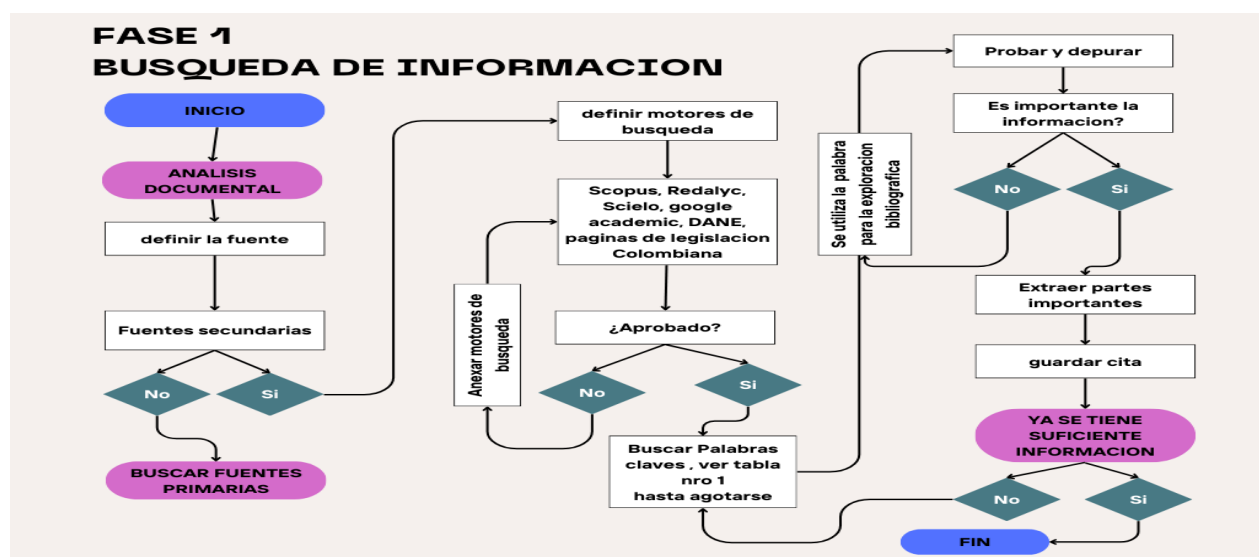 FASE 1
BUSQUEDA DE INFORMACION
INICIO
ANALISIS
DOCUMENTAL
definir la fuente
Fuentes secundarias
No
Si
BUSCAR FUENTES
PRIMARIAS
definir motores de
busqueda
Scopus, Redalyc,
Scielo, google
academic, DANE,
paginas de legislacion
Colombiana
Anexar motores de
busqueda
¿Aprobado?
No
Si
Buscar Palabras
claves , ver tabla
nro 1
hasta agotarse
Se utiliza la palabra
para la exploracion
bibliografica
Probar y depurar
Es importante la
informacion?
No
Si
Extraer partes
importantes
guardar cita
YA SE TIENE
SUFICIENTE
INFORMACION
No
Si
FIN